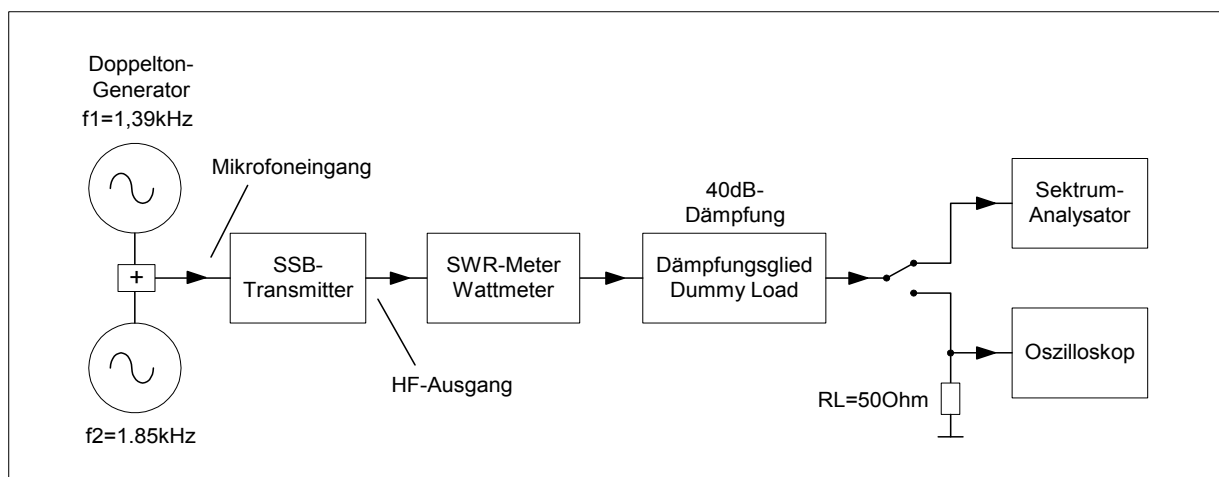 Doppelton-
Generator
f1=1,39kHz
Mikrofoneingang
+
SSB-
Transmitter
SWR-Meter
Wattmeter
40dB-
Dämpfung
Dämpfungsglied
Dummy Load
Sektrum-
Analysator
Oszilloskop
HF-Ausgang
RL=50Ohm
f2=1.85kHz